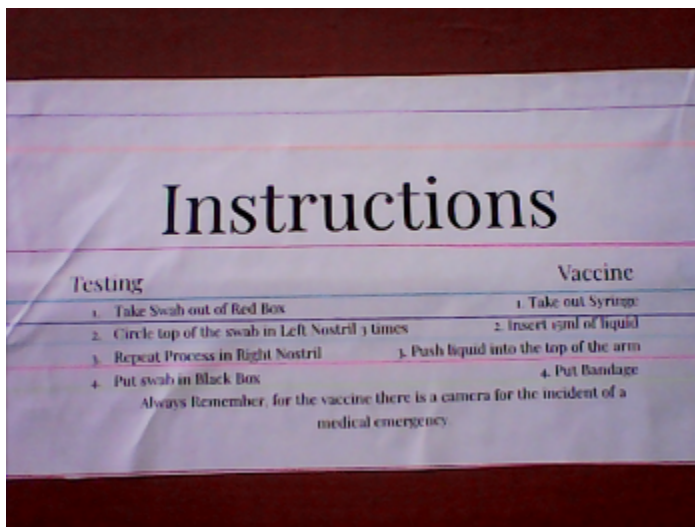 Instructions
Testing
1. Take Swab out of Red Box
2. Circle top of the swab in Left Nostril 3 times
3. Repeat Process in Right Nostril
4. Put swab in Black Box
Vaccine
1. Take out Syringe
2. Insert 15ml of liquid
3. Push liquid into the top of the arm
4. Put Bandage
Always Remember, for the vaccine there is a camera for the incident of a
medical emergency.